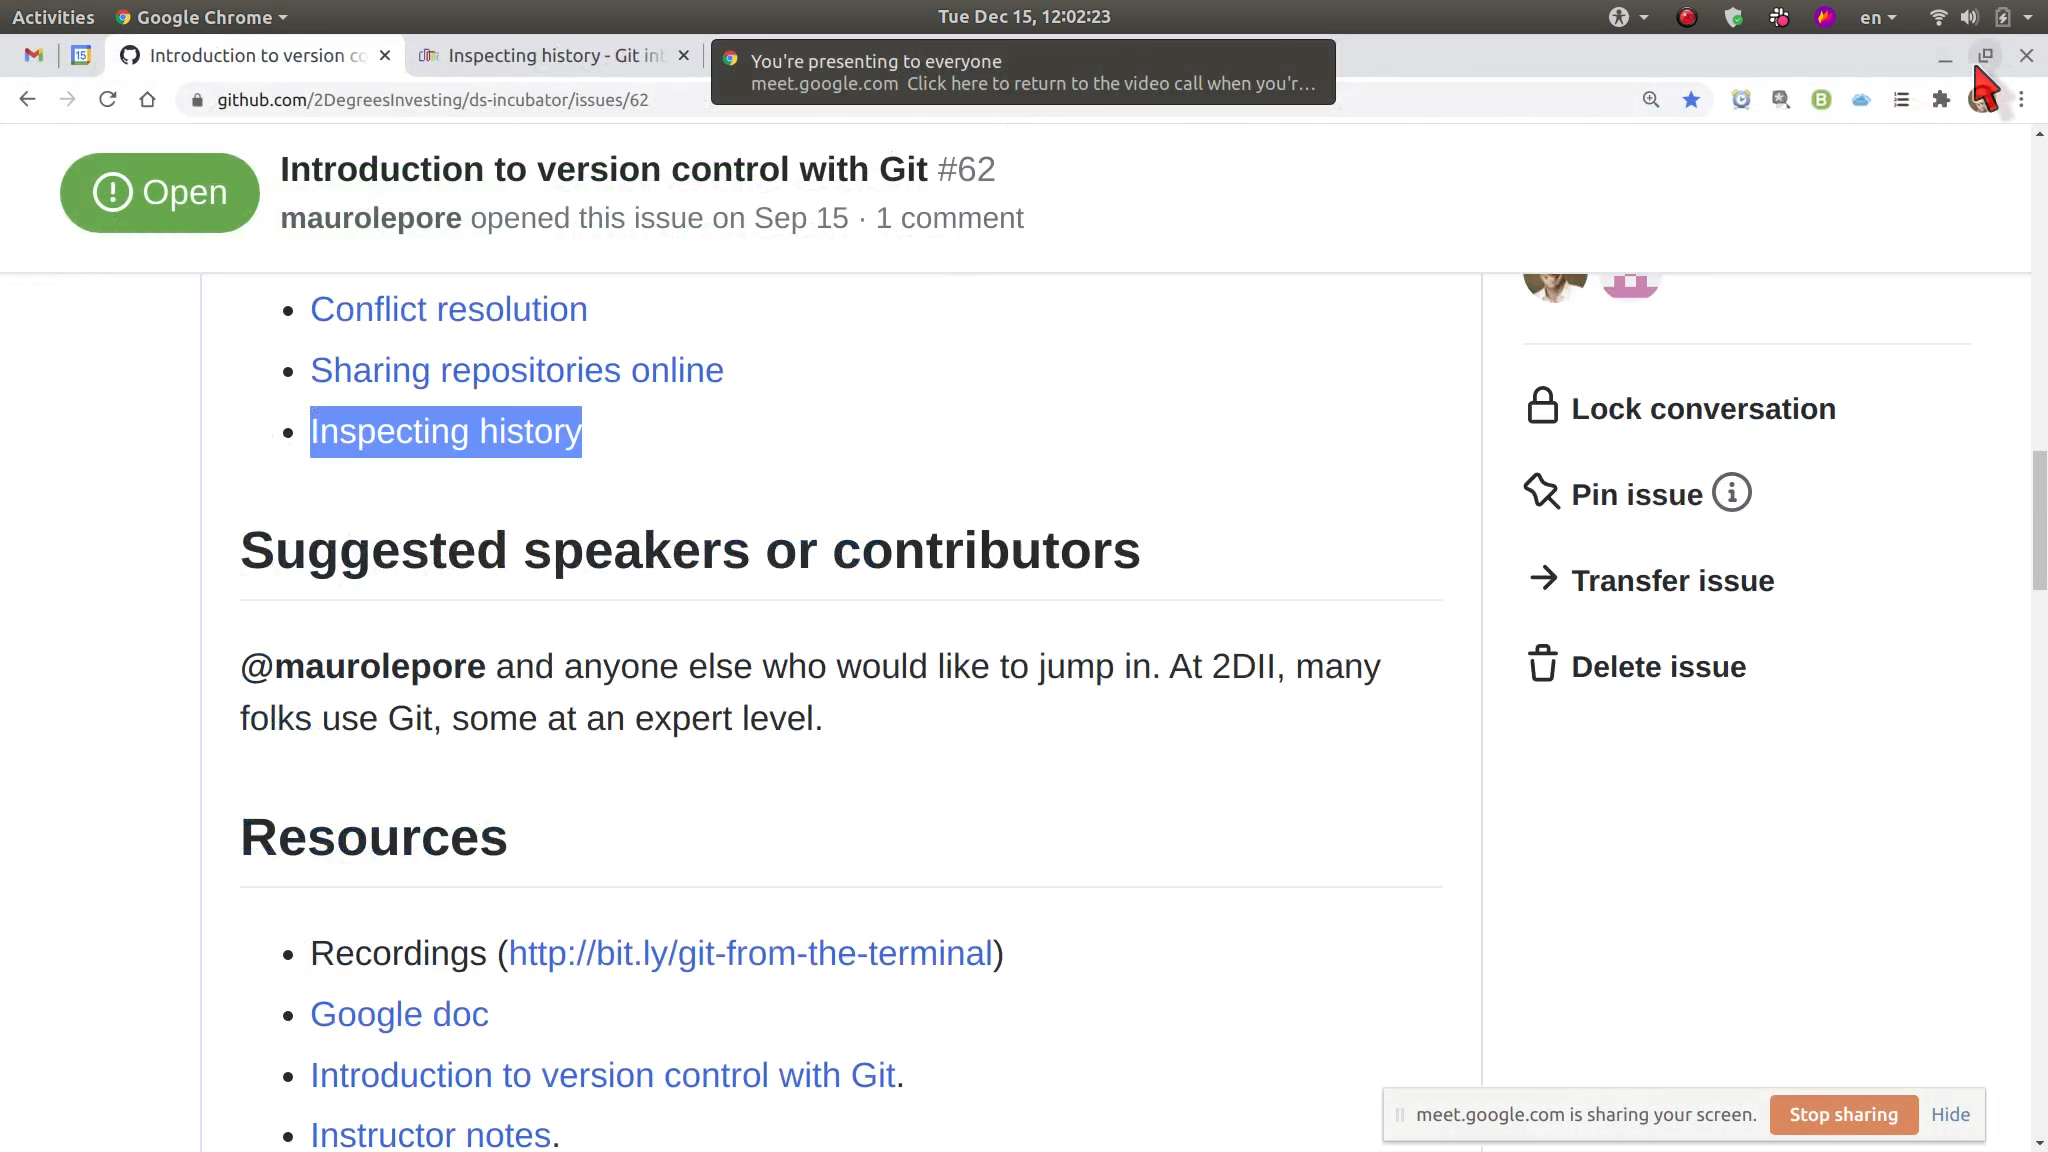 Activities
Google Chrome
Tue Dec 15, 12:02:23
en
15
Introduction to version co
Inspecting history - Git int
You're presenting to everyone
meet.google.com Click here to return to the video call when you'r...
github.com/2DegreesInvesting/ds-incubator/issues/62
B
Open
Introduction to version control with Git #62
maurolepore opened this issue on Sep 15 · 1 comment
Conflict resolution
Sharing repositories online
Inspecting history
Lock conversation
Pin issue
Transfer issue
Delete issue
Suggested speakers or contributors
@maurolepore and anyone else who would like to jump in. At 2DII, many
folks use Git, some at an expert level.
Resources
Recordings (http://bit.ly/git-from-the-terminal)
Google doc
Introduction to version control with Git.
Instructor notes.
meet.google.com is sharing your screen.
Stop sharing
Hide